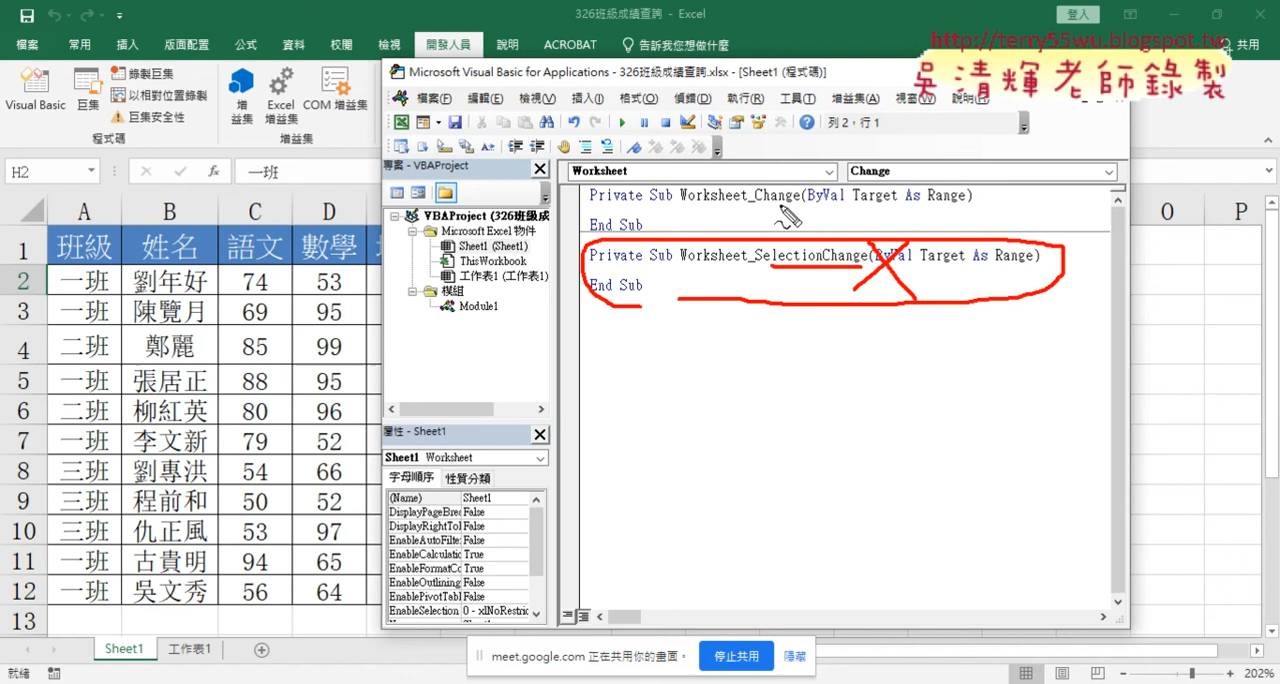 326班級成績查詢 - Excel
登入
檔案 常用 插入 版面配置 公式 資料 校閱 檢視 開發人員 說明 ACROBAT 告訴我您想做什麼 共用
http://terry55wu.blogspot.tw
吳清輝老師錄製
Visual Basic
巨集
錄製巨集
以相對位置錄製
巨集安全性
程式碼
增益集
Excel 增益集
COM 增益集
增益集
Microsoft Visual Basic for Applications - 326班級成績查詢.xlsx - [Sheet1 (程式碼)]
檔案(F) 編輯(E) 檢視(V) 插入(I) 格式(O) 偵錯(D) 執行(R) 工具(T) 增益集(A) 視窗(W) 說明(H)
列 2，行 1
H2
fx
一班
專案 - VBAProject
VBAProject (326班級成
Microsoft Excel 物件
Sheet1 (Sheet1)
ThisWorkbook
工作表1 (工作表1)
模組
Module1
屬性 - Sheet1
Sheet1 Worksheet
字母順序 性質分類
(Name) Sheet1
DisplayPageBrea False
DisplayRightToL False
EnableAutoFilte False
EnableCalculatic True
EnableFormatCo True
EnableOutlining False
EnablePivotTabl False
EnableSelection 0 - xlNoRestric
Worksheet
Change
Private Sub Worksheet_Change(ByVal Target As Range)
End Sub
Private Sub Worksheet_SelectionChange(ByVal Target As Range)
End Sub
A B C D O P
1 班級 姓名 語文 數學
2 一班 劉年好 74 53
3 一班 陳覽月 69 95
4 二班 鄭麗 85 99
5 一班 張居正 88 95
6 二班 柳紅英 80 96
7 一班 李文新 79 52
8 三班 劉專洪 54 66
9 三班 程前和 50 52
10 三班 仇正風 53 97
11 一班 古貴明 94 65
12 一班 吳文秀 56 64
13
Sheet1 工作表1
meet.google.com 正在共用你的畫面。 停止共用 隱藏
就緒
202%